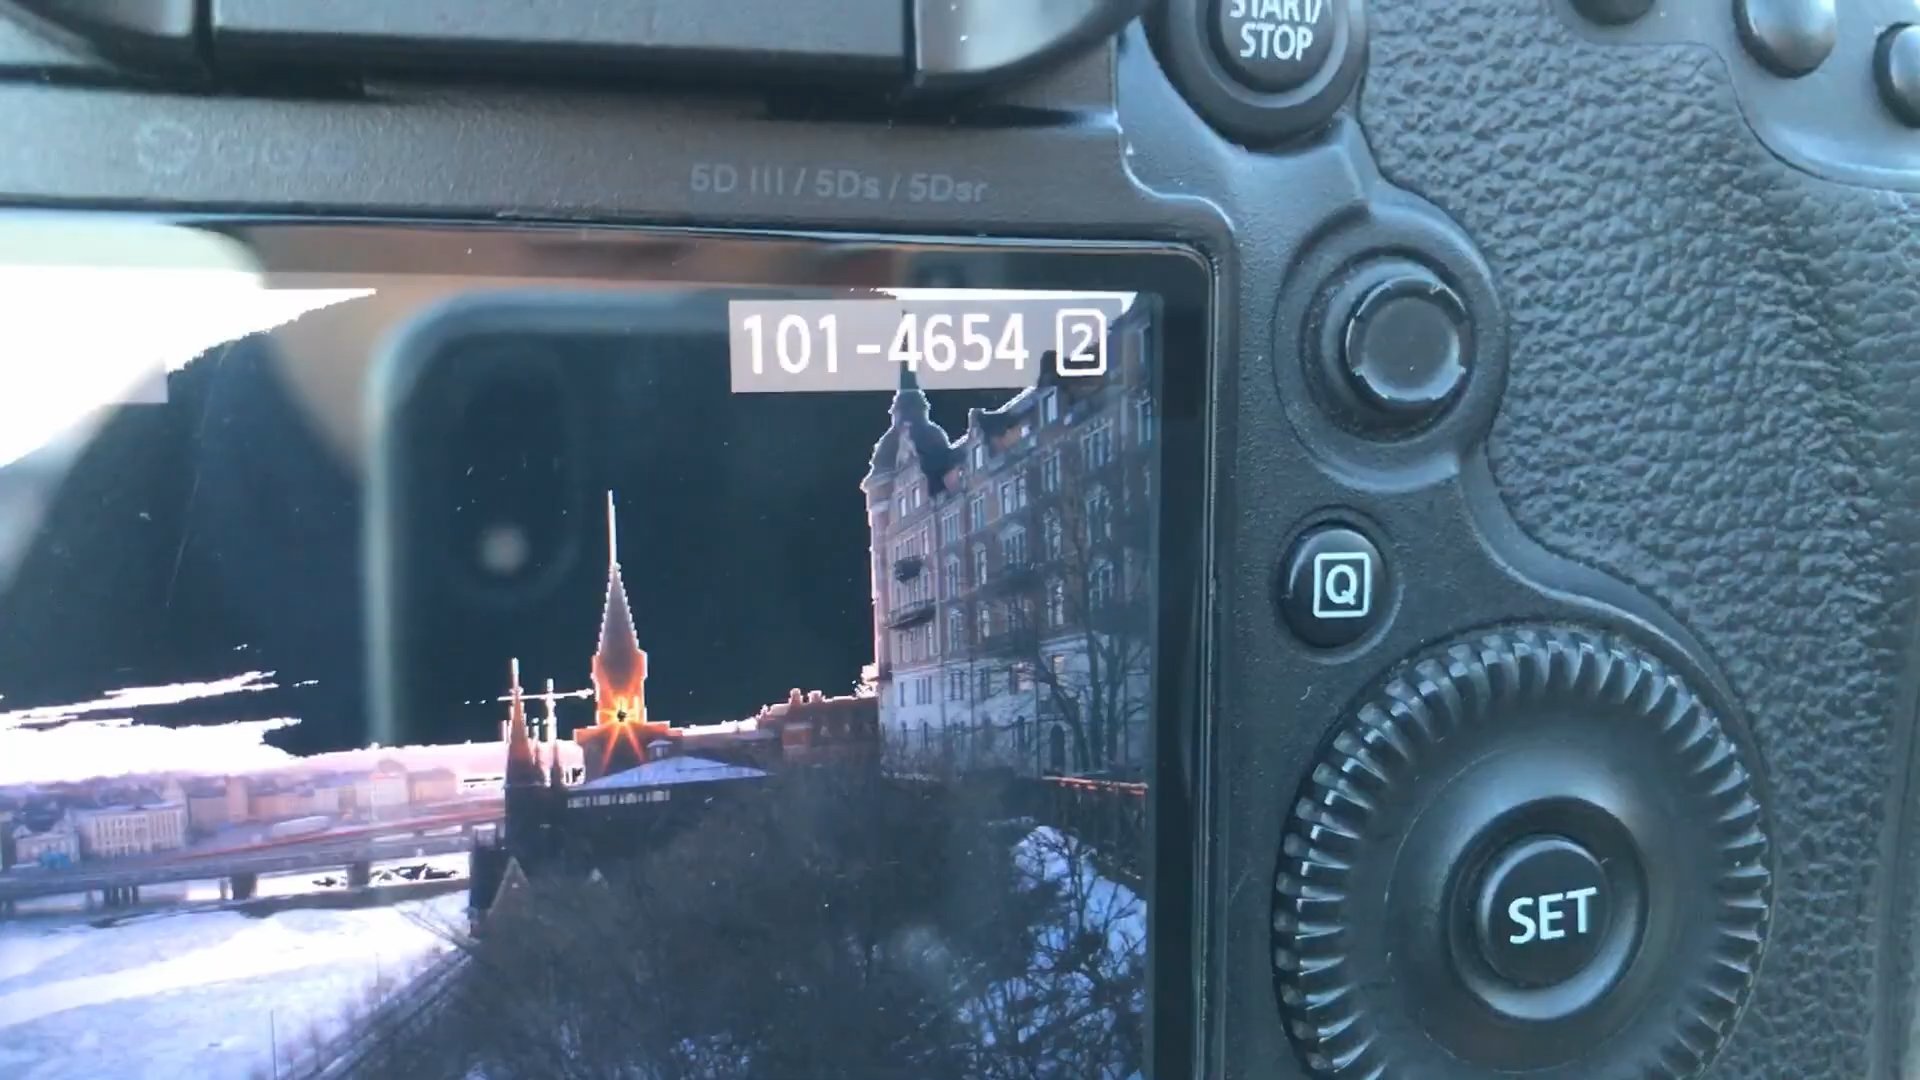 START/
STOP
5D III / 5Ds / 5Dsr
101-4654 2
Q
SET